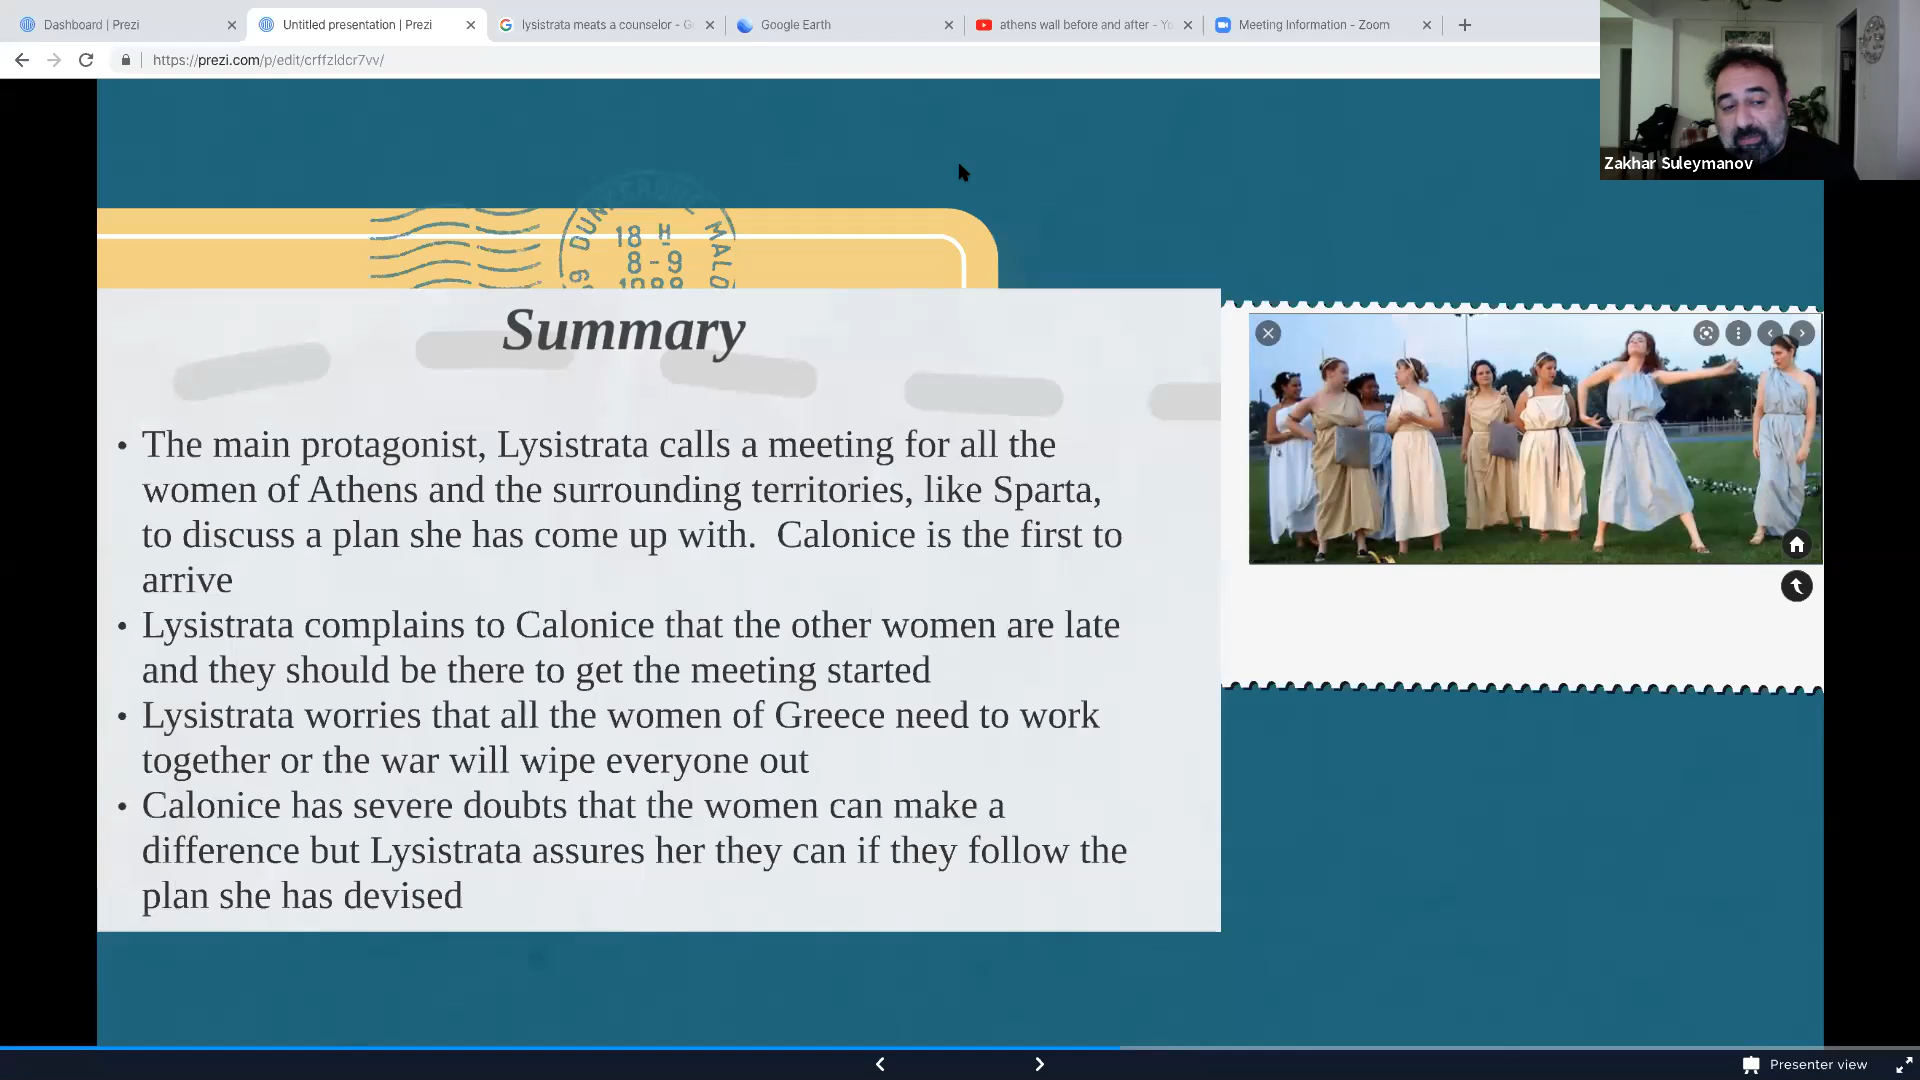 Dashboard | Prezi
Untitled presentation | Prezi
lysistrata meats a counselor - G
Google Earth
athens wall before and after - Yo
Meeting Information - Zoom
https://prezi.com/p/edit/crffzldcr7vv/
Zakhar Suleymanov
18 H
8-9
Summary
• The main protagonist, Lysistrata calls a meeting for all the
women of Athens and the surrounding territories, like Sparta,
to discuss a plan she has come up with.  Calonice is the first to
arrive
• Lysistrata complains to Calonice that the other women are late
and they should be there to get the meeting started
• Lysistrata worries that all the women of Greece need to work
together or the war will wipe everyone out
• Calonice has severe doubts that the women can make a
difference but Lysistrata assures her they can if they follow the
plan she has devised
Presenter view